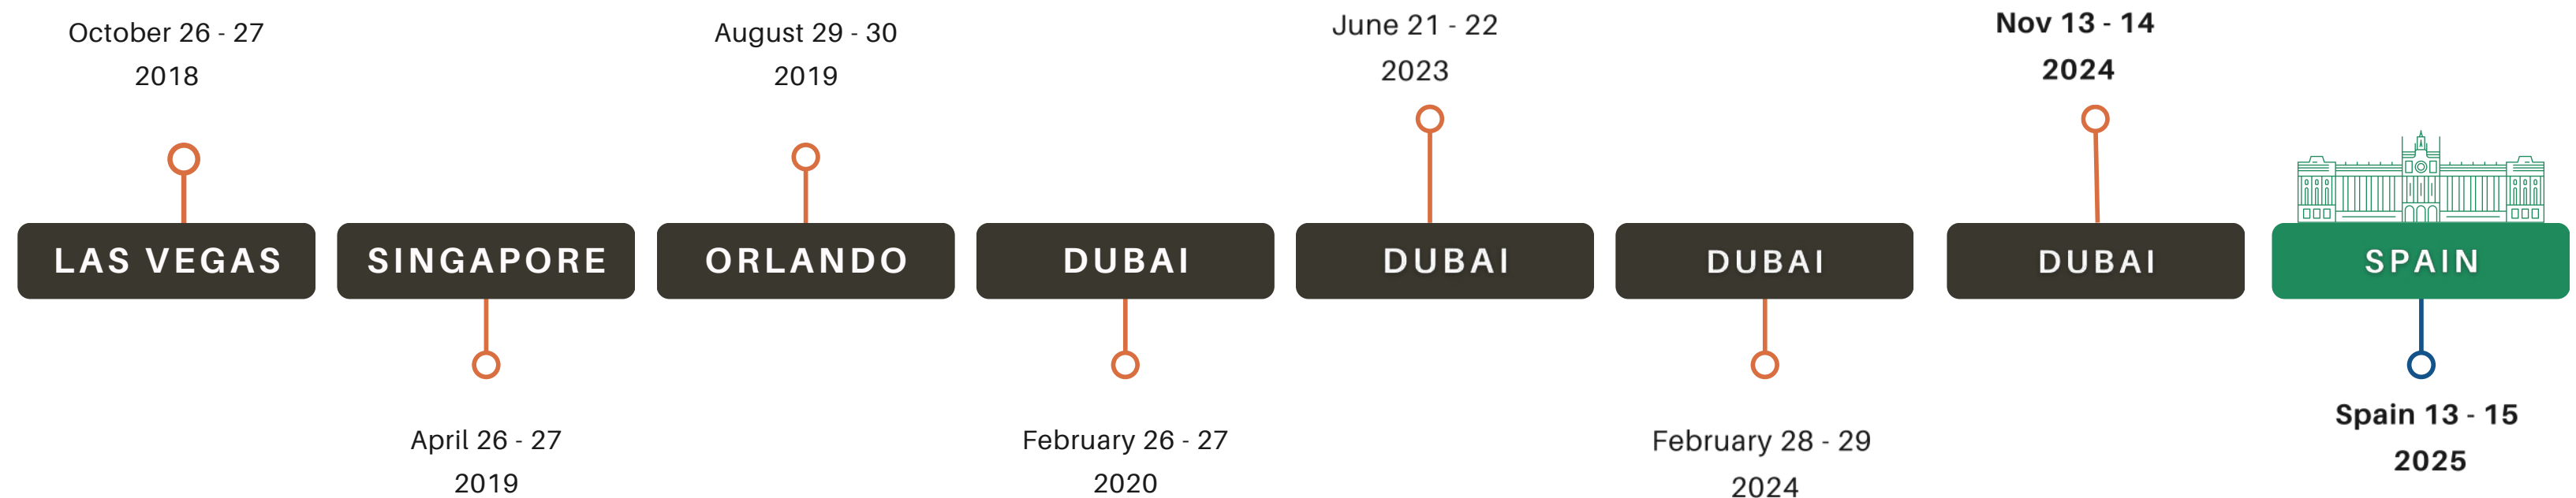 October 26 - 27
2018
LAS VEGAS
SINGAPORE
April 26 - 27
2019
August 29 - 30
2019
ORLANDO
DUBAI
February 26 - 27
2020
June 21 - 22
2023
DUBAI
DUBAI
February 28 - 29
2024
Nov 13 - 14
2024
DUBAI
SPAIN
Spain 13 - 15
2025